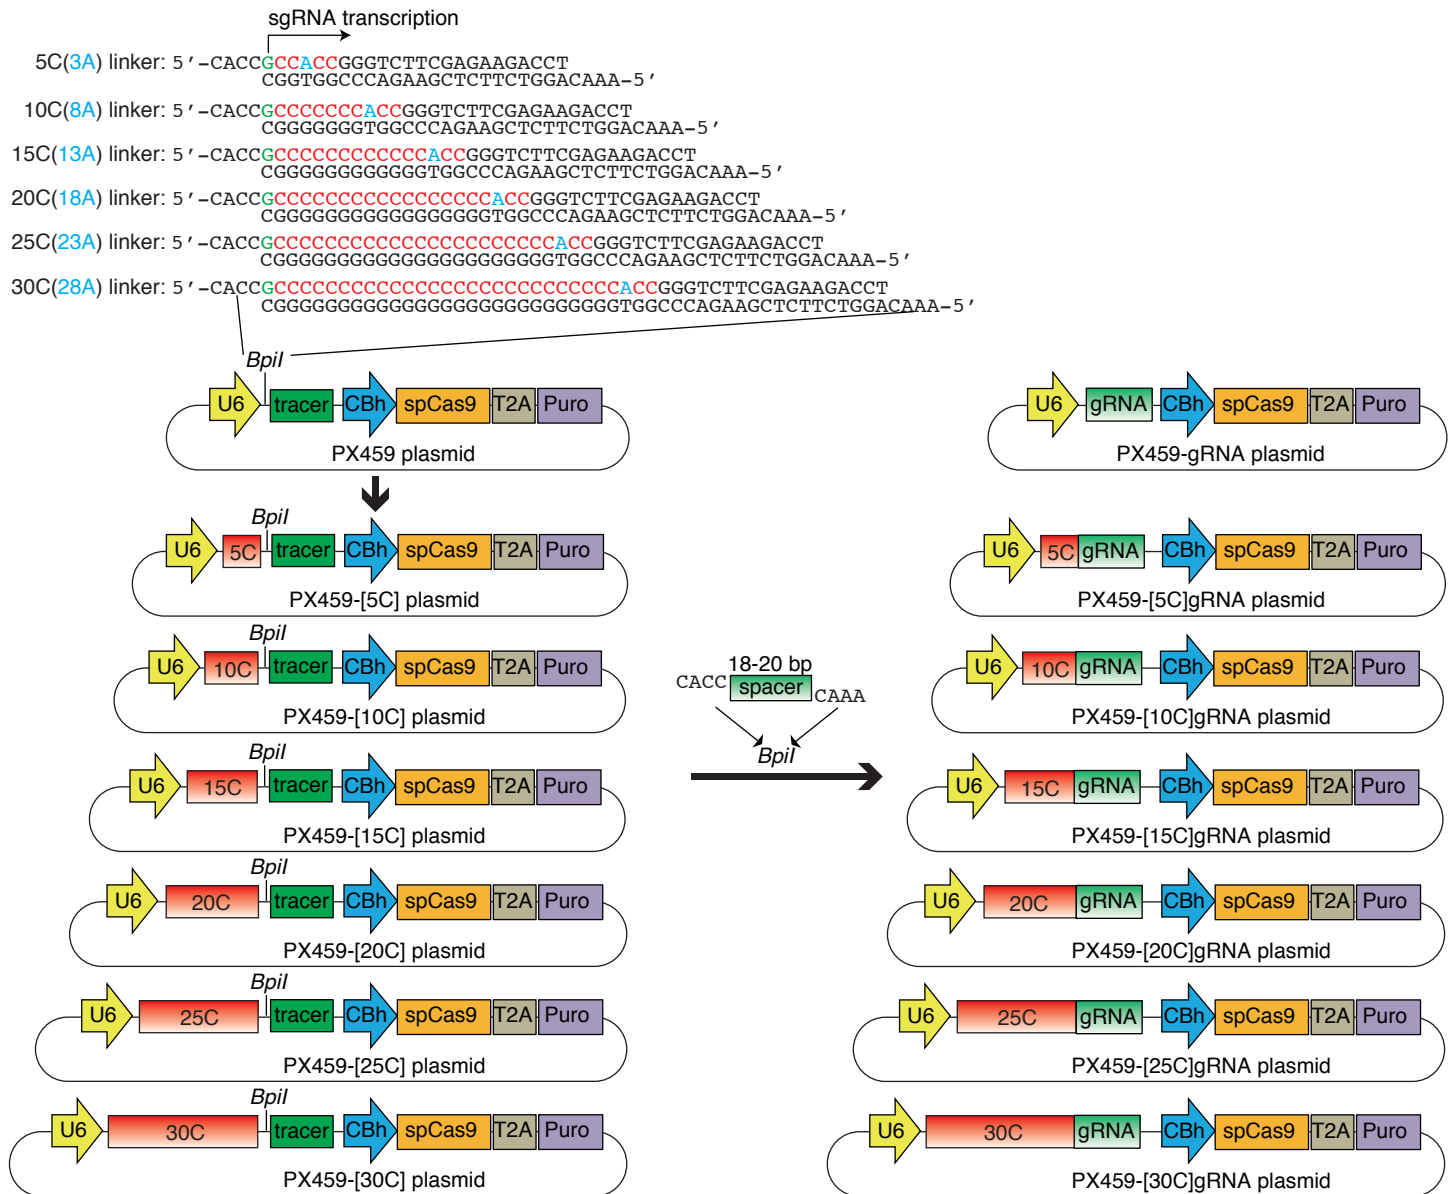 sgRNA transcription
5C(3A) linker: 5′-CACCGCCACCGGGTCTTCGAGAAGACCT
CGGTGGCCCAGAAGCTCTTCTGGACAAA-5′
10C(8A) linker: 5′-CACCGCCCCCCCACCGGGTCTTCGAGAAGACCT
CGGGGGGGTGGCCCAGAAGCTCTTCTGGACAAA-5′
15C(13A) linker: 5′-CACCGCCCCCCCCCCCCACCGGGTCTTCGAGAAGACCT
CGGGGGGGGGGGGTGGCCCAGAAGCTCTTCTGGACAAA-5′
20C(18A) linker: 5′-CACCGCCCCCCCCCCCCCCCCCACCGGGTCTTCGAGAAGACCT
CGGGGGGGGGGGGGGGGGTGGCCCAGAAGCTCTTCTGGACAAA-5′
25C(23A) linker: 5′-CACCGCCCCCCCCCCCCCCCCCCCCCCACCGGGTCTTCGAGAAGACCT
CGGGGGGGGGGGGGGGGGGGGGGTGGCCCAGAAGCTCTTCTGGACAAA-5′
30C(28A) linker: 5′-CACCGCCCCCCCCCCCCCCCCCCCCCCCCCCCACCGGGTCTTCGAGAAGACCT
CGGGGGGGGGGGGGGGGGGGGGGGGGGGTGGCCCAGAAGCTCTTCTGGACAAA-5′
BpiI
U6 tracer CBh spCas9 T2A Puro
PX459 plasmid
U6 gRNA CBh spCas9 T2A Puro
PX459-gRNA plasmid
BpiI
U6 5C tracer CBh spCas9 T2A Puro
PX459-[5C] plasmid
U6 5C gRNA CBh spCas9 T2A Puro
PX459-[5C]gRNA plasmid
BpiI
U6 10C tracer CBh spCas9 T2A Puro
PX459-[10C] plasmid
18-20 bp
CACC spacer CAAA
BpiI
U6 10C gRNA CBh spCas9 T2A Puro
PX459-[10C]gRNA plasmid
BpiI
U6 15C tracer CBh spCas9 T2A Puro
PX459-[15C] plasmid
U6 15C gRNA CBh spCas9 T2A Puro
PX459-[15C]gRNA plasmid
BpiI
U6 20C tracer CBh spCas9 T2A Puro
PX459-[20C] plasmid
U6 20C gRNA CBh spCas9 T2A Puro
PX459-[20C]gRNA plasmid
BpiI
U6 25C tracer CBh spCas9 T2A Puro
PX459-[25C] plasmid
U6 25C gRNA CBh spCas9 T2A Puro
PX459-[25C]gRNA plasmid
BpiI
U6 30C tracer CBh spCas9 T2A Puro
PX459-[30C] plasmid
U6 30C gRNA CBh spCas9 T2A Puro
PX459-[30C]gRNA plasmid